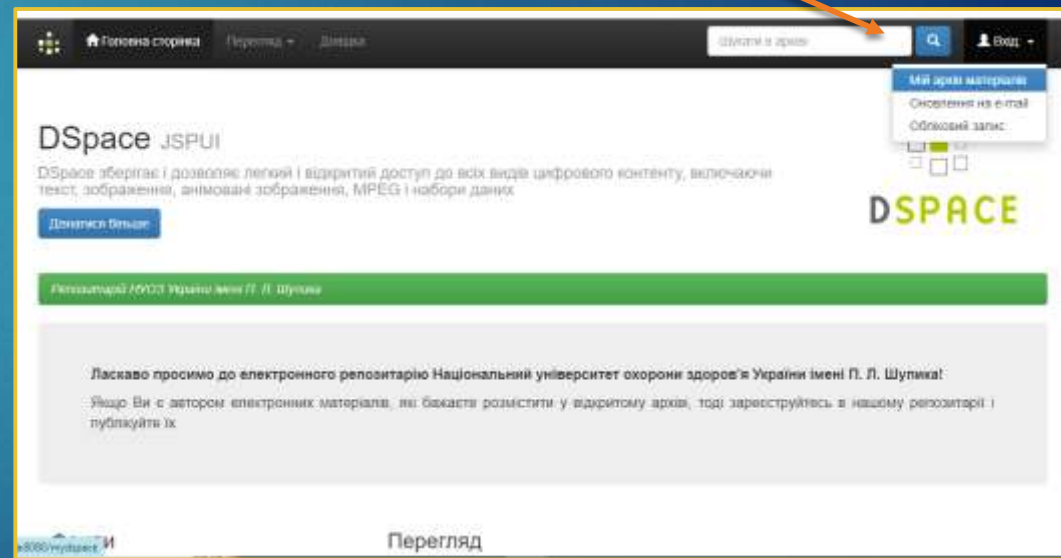 Головна сторінка Перегляд Довідка Шукати в архіві Вхід
Мій архів матеріалів
Оновлення на e-mail
Обліковий запис
DSpace JSPUI
DSpace зберігає і дозволяє легкий і відкритий доступ до всіх видів цифрового контенту, включаючи
текст, зображення, анімовані зображення, MPEG і набори даних
DSPACE
Дізнатися більше
Репозитарій НУОЗ України імені П. Л. Шупика
Ласкаво просимо до електронного репозитарію Національний університет охорони здоров'я України імені П. Л. Шупика!
Якщо Ви є автором електронних матеріалів, які бажаєте розмістити у відкритому архіві, тоді зареєструйтесь в нашому репозитарії і
публікуйте їх
Перегляд